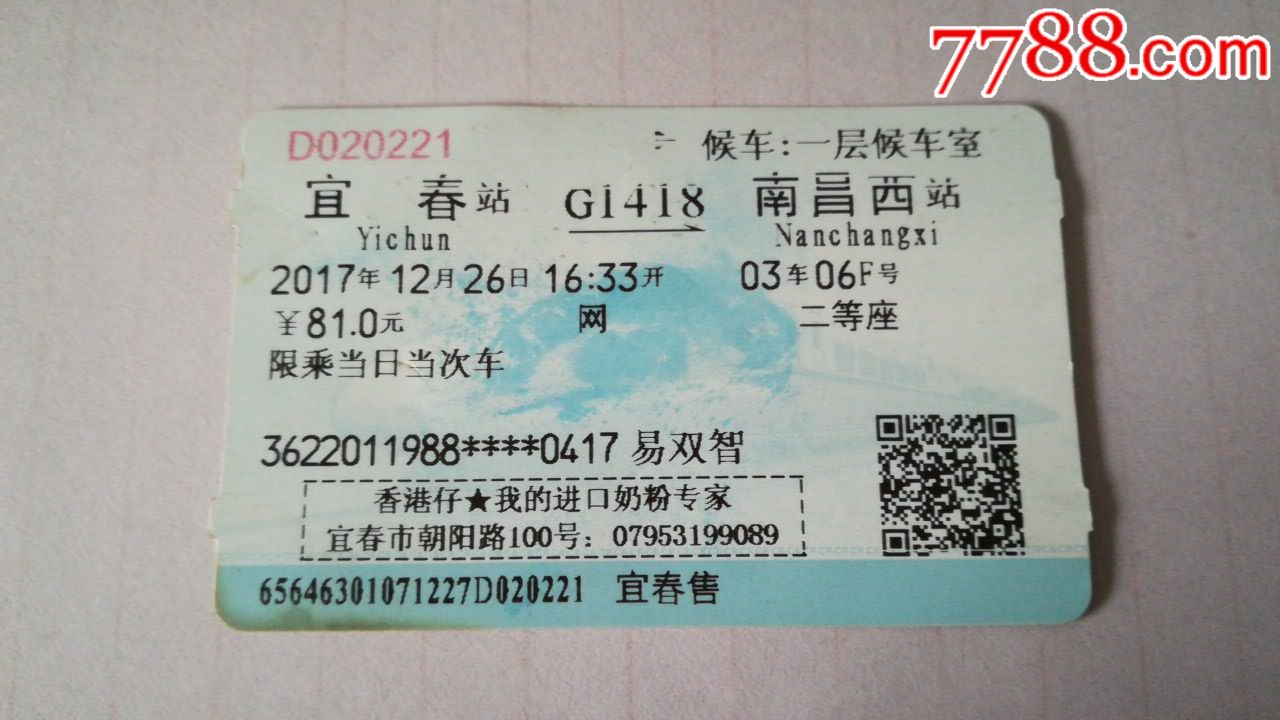 7788.com
D020221 候车:一层候车室
宜春站 G1418 南昌西站
Yichun Nanchangxi
2017年12月26日 16:33开 03车06F号
¥81.0元 网 二等座
限乘当日当次车
3622011988****0417 易双智
香港仔★我的进口奶粉专家
宜春市朝阳路100号：07953199089
65646301071227D020221 宜春售